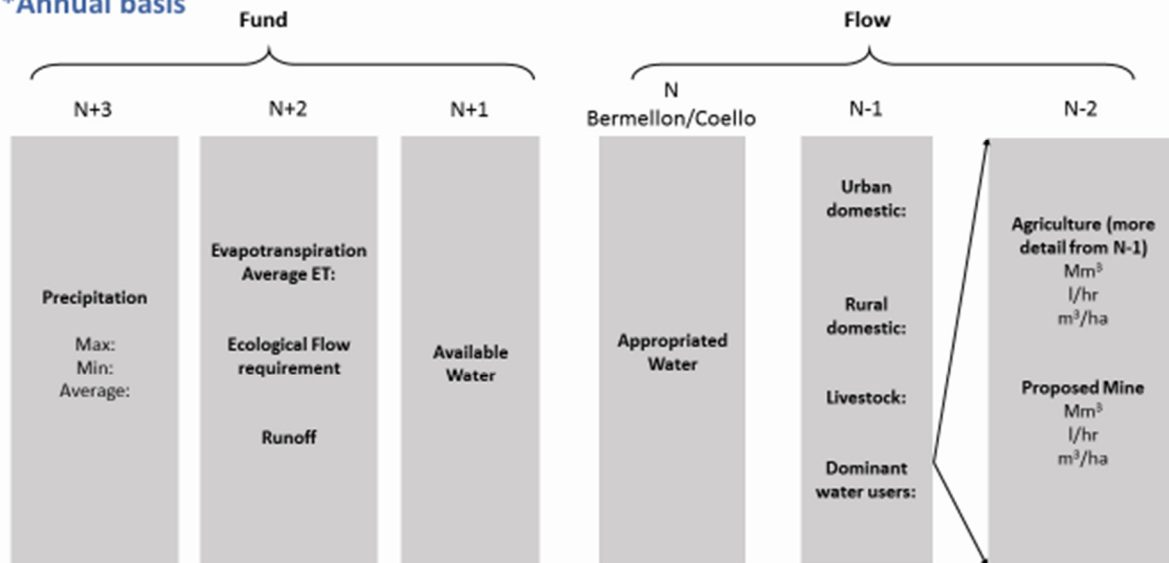 *Annual basis
Fund
Flow
N+3
N+2
N+1
N
Bermellon/Coello
N-1
N-2
Precipitation
Max:
Min:
Average:
Evapotranspiration
Average ET:
Ecological Flow
requirement
Runoff
Available
Water
Appropriated
Water
Urban
domestic:
Rural
domestic:
Livestock:
Dominant
water users:
Agriculture (more
detail from N-1)
Mm³
l/hr
m³/ha
Proposed Mine
Mm³
l/hr
m³/ha